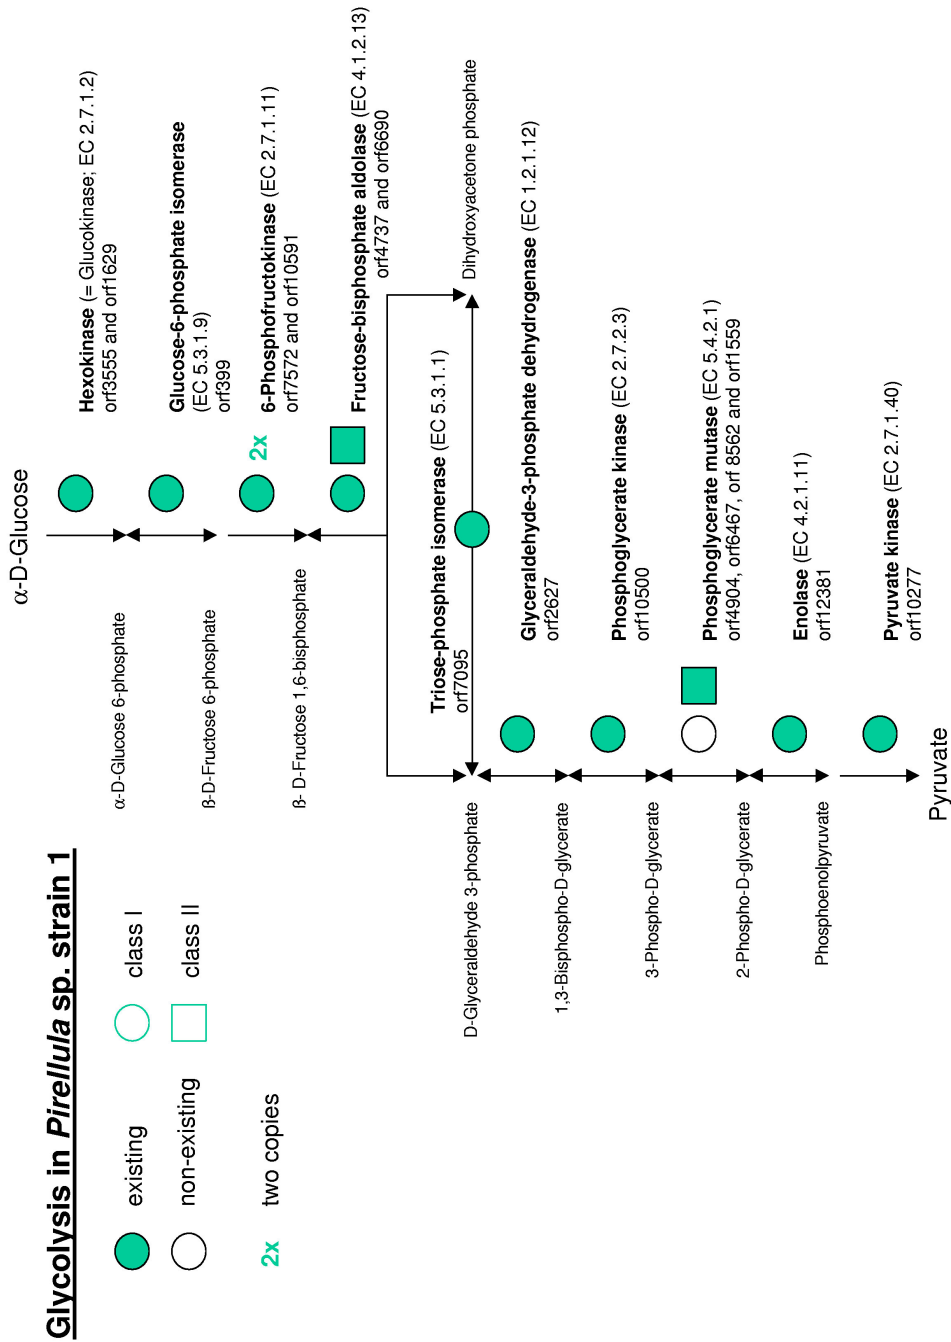 Glycolysis in Pirellula sp. strain 1
existing
class I
non-existing
class II
2x two copies
α-D-Glucose
Hexokinase (= Glucokinase; EC 2.7.1.2)
orf3555 and orf1629
α-D-Glucose 6-phosphate
Glucose-6-phosphate isomerase
(EC 5.3.1.9)
orf399
ß-D-Fructose 6-phosphate
2x
6-Phosphofructokinase (EC 2.7.1.11)
orf7572 and orf10591
ß- D-Fructose 1,6-bisphosphate
Fructose-bisphosphate aldolase (EC 4.1.2.13)
orf4737 and orf6690
Triose-phosphate isomerase (EC 5.3.1.1)
orf7095
D-Glyceraldehyde 3-phosphate
Dihydroxyacetone phosphate
Glyceraldehyde-3-phosphate dehydrogenase (EC 1.2.1.12)
orf2627
1,3-Bisphospho-D-glycerate
Phosphoglycerate kinase (EC 2.7.2.3)
orf10500
3-Phospho-D-glycerate
Phosphoglycerate mutase (EC 5.4.2.1)
orf4904, orf6467, orf 8562 and orf1559
2-Phospho-D-glycerate
Enolase (EC 4.2.1.11)
orf12381
Phosphoenolpyruvate
Pyruvate kinase (EC 2.7.1.40)
orf10277
Pyruvate